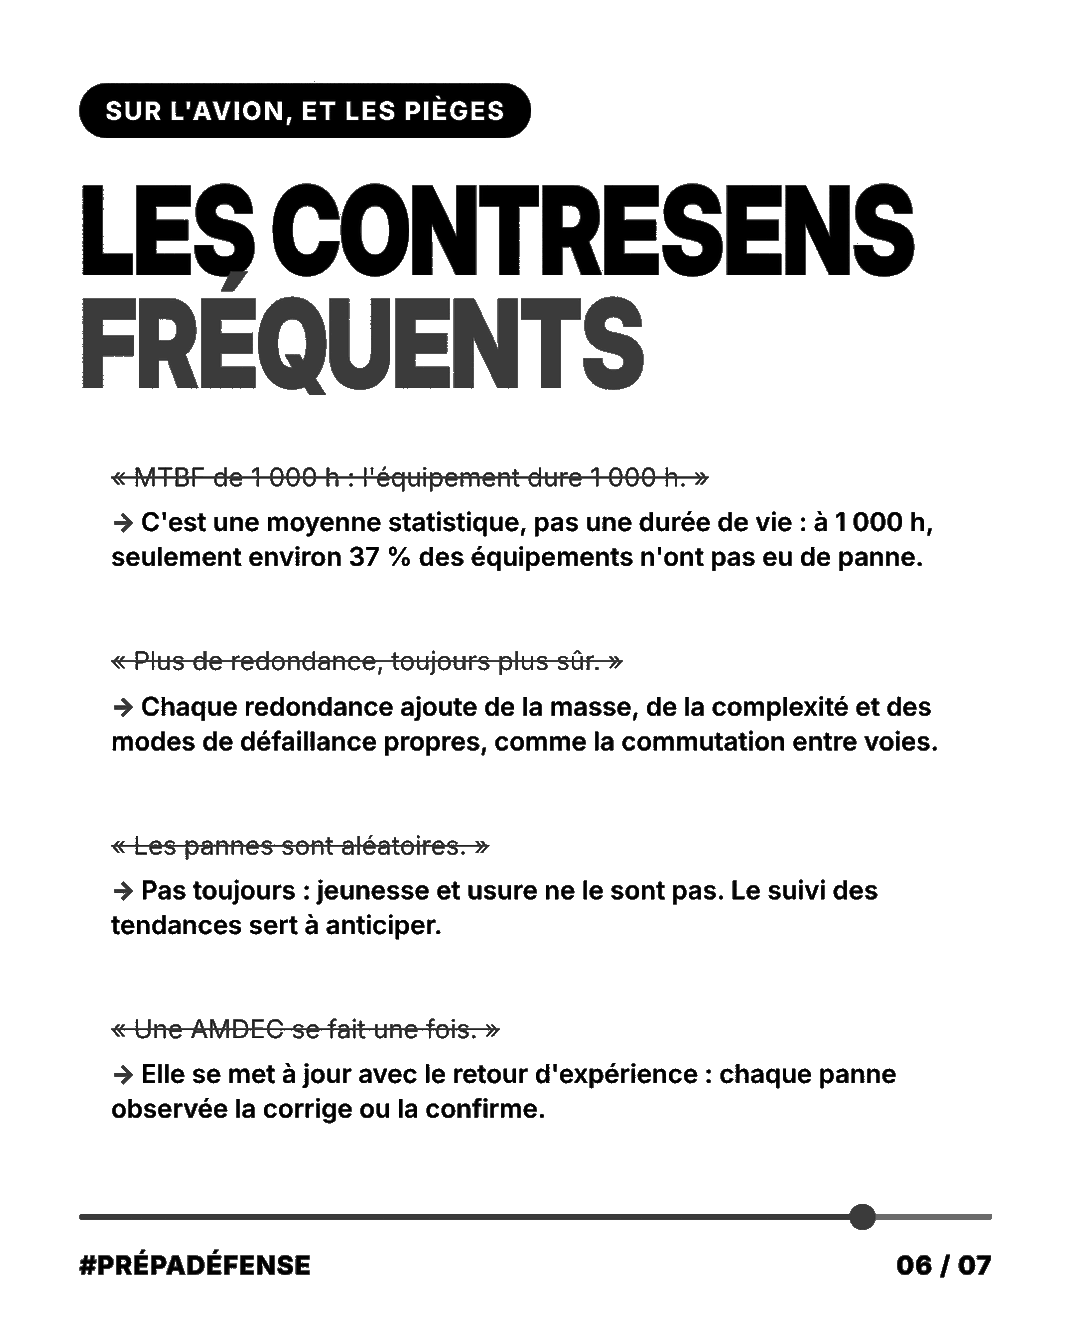 SUR L'AVION, ET LES PIÈGES
LES CONTRESENS
FRÉQUENTS
« MTBF de 1 000 h : l'équipement dure 1 000 h. »
→ C'est une moyenne statistique, pas une durée de vie : à 1 000 h,
seulement environ 37 % des équipements n'ont pas eu de panne.
« Plus de redondance, toujours plus sûr. »
→ Chaque redondance ajoute de la masse, de la complexité et des
modes de défaillance propres, comme la commutation entre voies.
« Les pannes sont aléatoires. »
→ Pas toujours : jeunesse et usure ne le sont pas. Le suivi des
tendances sert à anticiper.
« Une AMDEC se fait une fois. »
→ Elle se met à jour avec le retour d'expérience : chaque panne
observée la corrige ou la confirme.
#PRÉPADÉFENSE
06 / 07